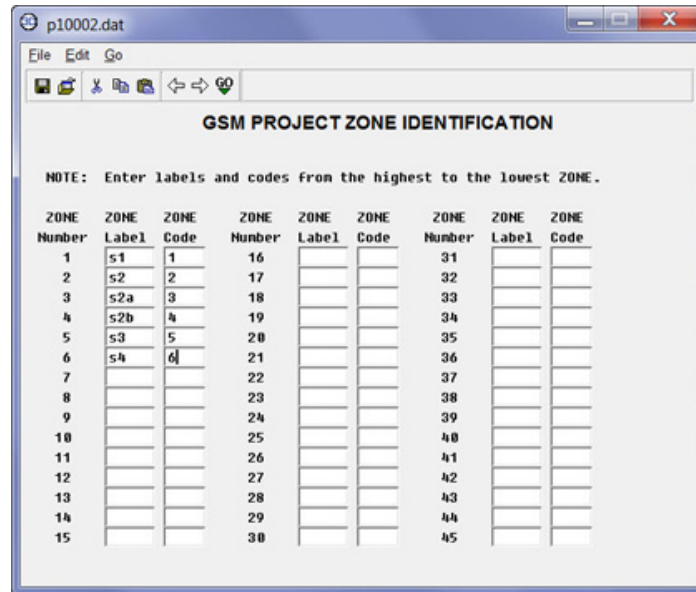 p10002.dat
File Edit Go
GO
GSM PROJECT ZONE IDENTIFICATION
NOTE: Enter labels and codes from the highest to the lowest ZONE.
ZONE ZONE ZONE ZONE ZONE ZONE ZONE ZONE ZONE
Number Label Code Number Label Code Number Label Code
1 s1 1 16 31
2 s2 2 17 32
3 s2a 3 18 33
4 s2b 4 19 34
5 s3 5 20 35
6 s4 6 21 36
7 22 37
8 23 38
9 24 39
10 25 40
11 26 41
12 27 42
13 28 43
14 29 44
15 30 45